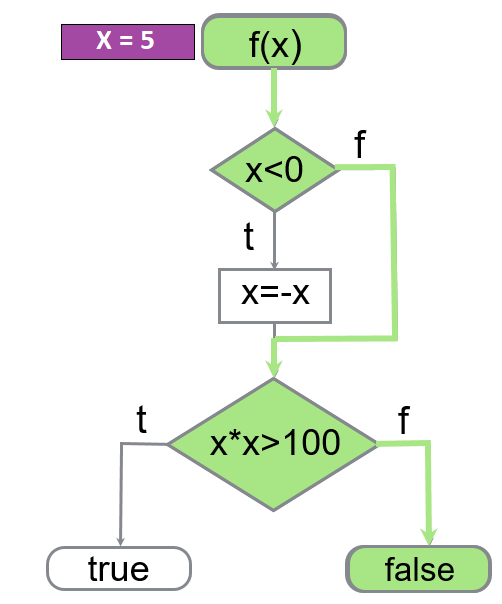 X = 5
f(x)
x<0
f
t
x=-x
t
x*x>100
f
true
false